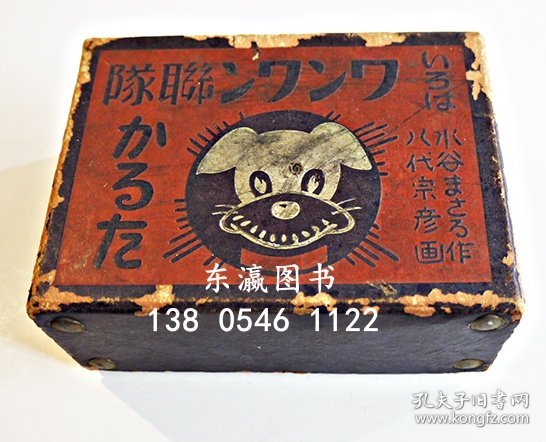 いろは
ワンワン聯隊
かるた
水谷まさる作
八代宗彦画
东瀛图书
138 0546 1122
孔夫子旧书网
www.kongfz.com